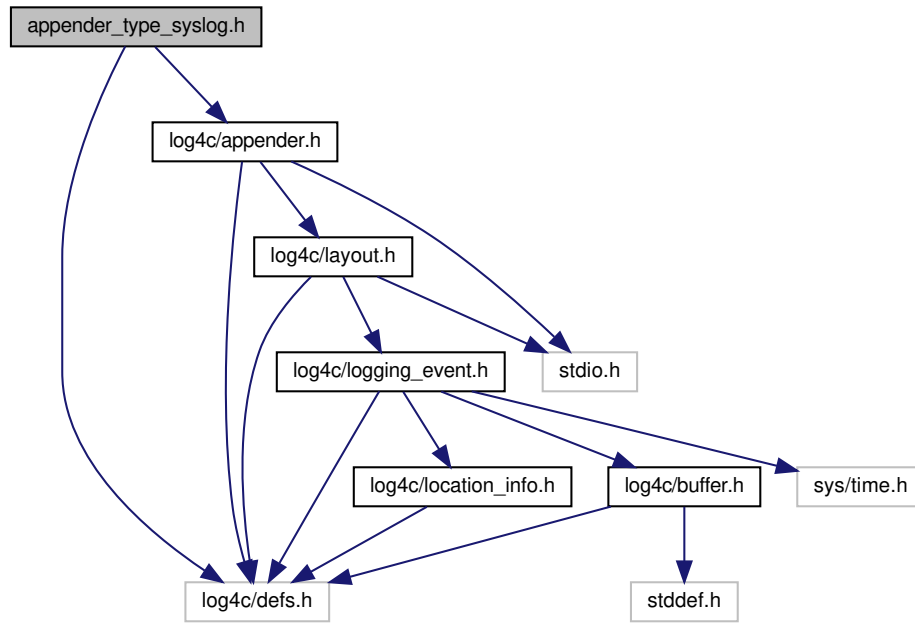 appender_type_syslog.h
log4c/appender.h
log4c/layout.h
log4c/logging_event.h
stdio.h
log4c/location_info.h
log4c/buffer.h
sys/time.h
log4c/defs.h
stddef.h